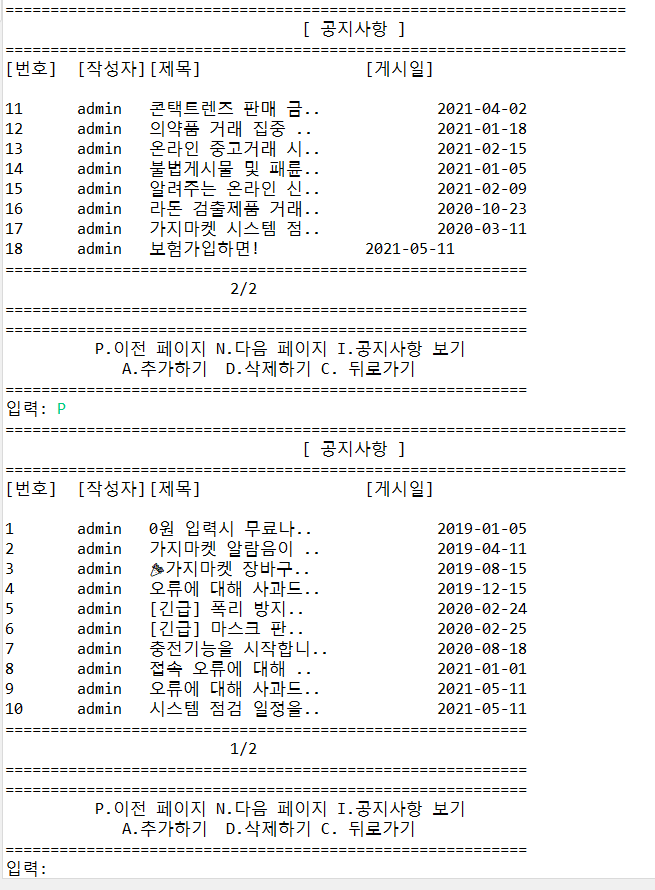 ======================================================================
[ 공지사항 ]
======================================================================
[번호] [작성자][제목] [게시일]
11 admin 콘택트렌즈 판매 금.. 2021-04-02
12 admin 의약품 거래 집중 .. 2021-01-18
13 admin 온라인 중고거래 시.. 2021-02-15
14 admin 불법게시물 및 패륜.. 2021-01-05
15 admin 알려주는 온라인 신.. 2021-02-09
16 admin 라돈 검출제품 거래.. 2020-10-23
17 admin 가지마켓 시스템 점.. 2020-03-11
18 admin 보험가입하면! 2021-05-11
==========================================================
2/2
==========================================================
==========================================================
P.이전 페이지 N.다음 페이지 I.공지사항 보기
A.추가하기 D.삭제하기 C. 뒤로가기
==========================================================
입력: P
======================================================================
[ 공지사항 ]
======================================================================
[번호] [작성자][제목] [게시일]
1 admin 0원 입력시 무료나.. 2019-01-05
2 admin 가지마켓 알람음이 .. 2019-04-11
3 admin 🎉가지마켓 장바구.. 2019-08-15
4 admin 오류에 대해 사과드.. 2019-12-15
5 admin [긴급] 폭리 방지.. 2020-02-24
6 admin [긴급] 마스크 판.. 2020-02-25
7 admin 충전기능을 시작합니.. 2020-08-18
8 admin 접속 오류에 대해 .. 2021-01-01
9 admin 오류에 대해 사과드.. 2021-05-11
10 admin 시스템 점검 일정을.. 2021-05-11
==========================================================
1/2
==========================================================
==========================================================
P.이전 페이지 N.다음 페이지 I.공지사항 보기
A.추가하기 D.삭제하기 C. 뒤로가기
==========================================================
입력: